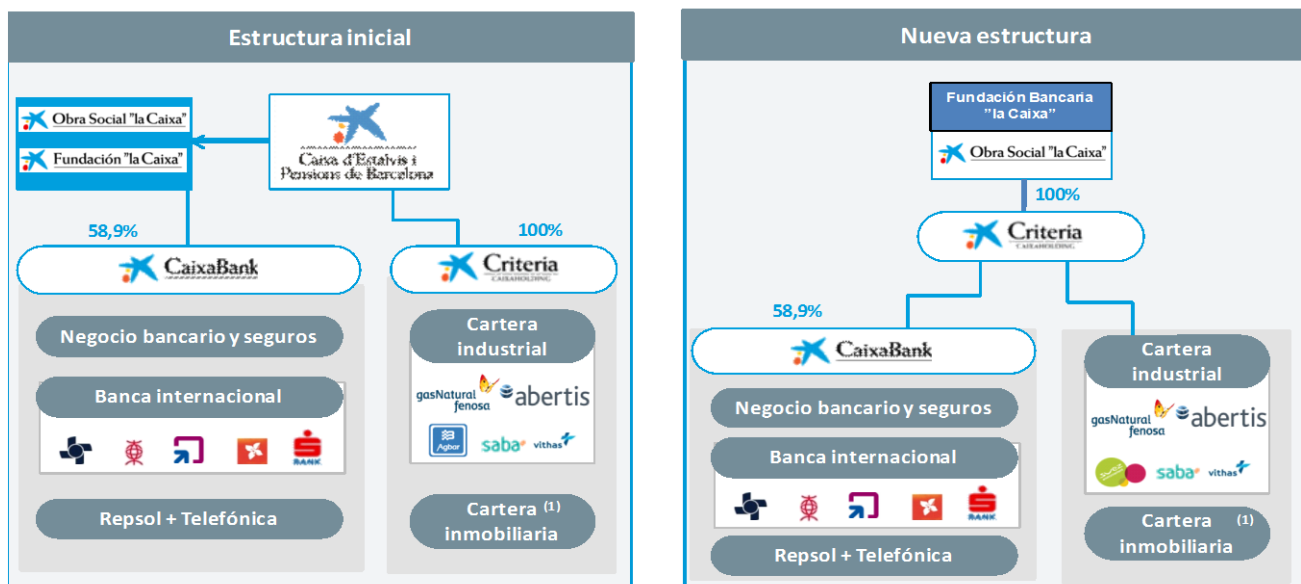 Estructura inicial
Obra Social "la Caixa"
Fundación "la Caixa"
Caixa d'Estalvis i
Pensions de Barcelona
58,9%
100%
CaixaBank
Criteria
CAIXAHOLDING
Negocio bancario y seguros
Banca internacional
BANK
Repsol + Telefónica
Cartera
industrial
gasNatural
fenosa
abertis
Agbar
saba
vithas
Cartera (1)
inmobiliaria
Nueva estructura
Fundación Bancaria
"la Caixa"
Obra Social "la Caixa"
100%
Criteria
CAIXAHOLDING
58,9%
CaixaBank
Negocio bancario y seguros
Banca internacional
BANK
Repsol + Telefónica
Cartera
industrial
gasNatural
fenosa
abertis
saba
vithas
Cartera (1)
inmobiliaria